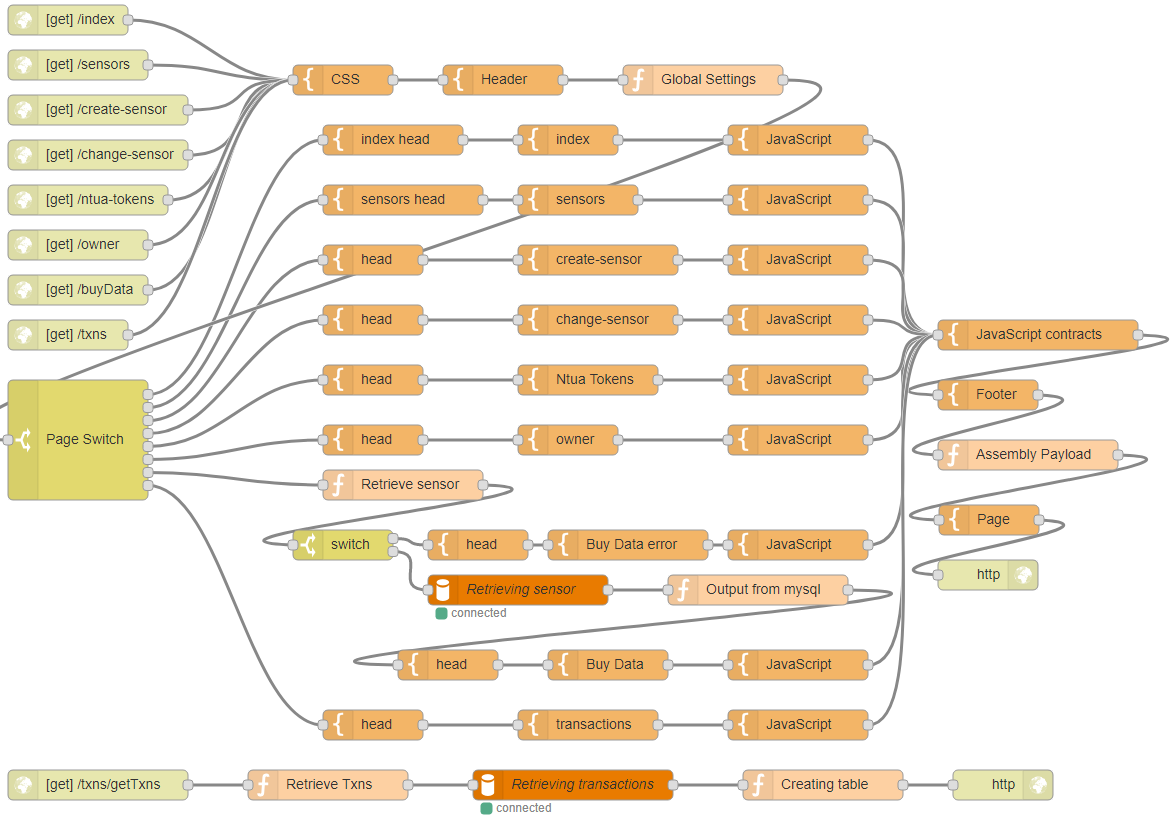 [get] /index
[get] /sensors
CSS
Header
Global Settings
[get] /create-sensor
index head
index
JavaScript
[get] /change-sensor
[get] /ntua-tokens
sensors head
sensors
JavaScript
[get] /owner
head
create-sensor
JavaScript
[get] /buyData
[get] /txns
head
change-sensor
JavaScript
JavaScript contracts
head
Ntua Tokens
JavaScript
Footer
Page Switch
head
owner
JavaScript
Assembly Payload
Retrieve sensor
Page
switch
head
Buy Data error
JavaScript
http
Retrieving sensor
Output from mysql
connected
head
Buy Data
JavaScript
head
transactions
JavaScript
[get] /txns/getTxns
Retrieve Txns
Retrieving transactions
Creating table
http
connected